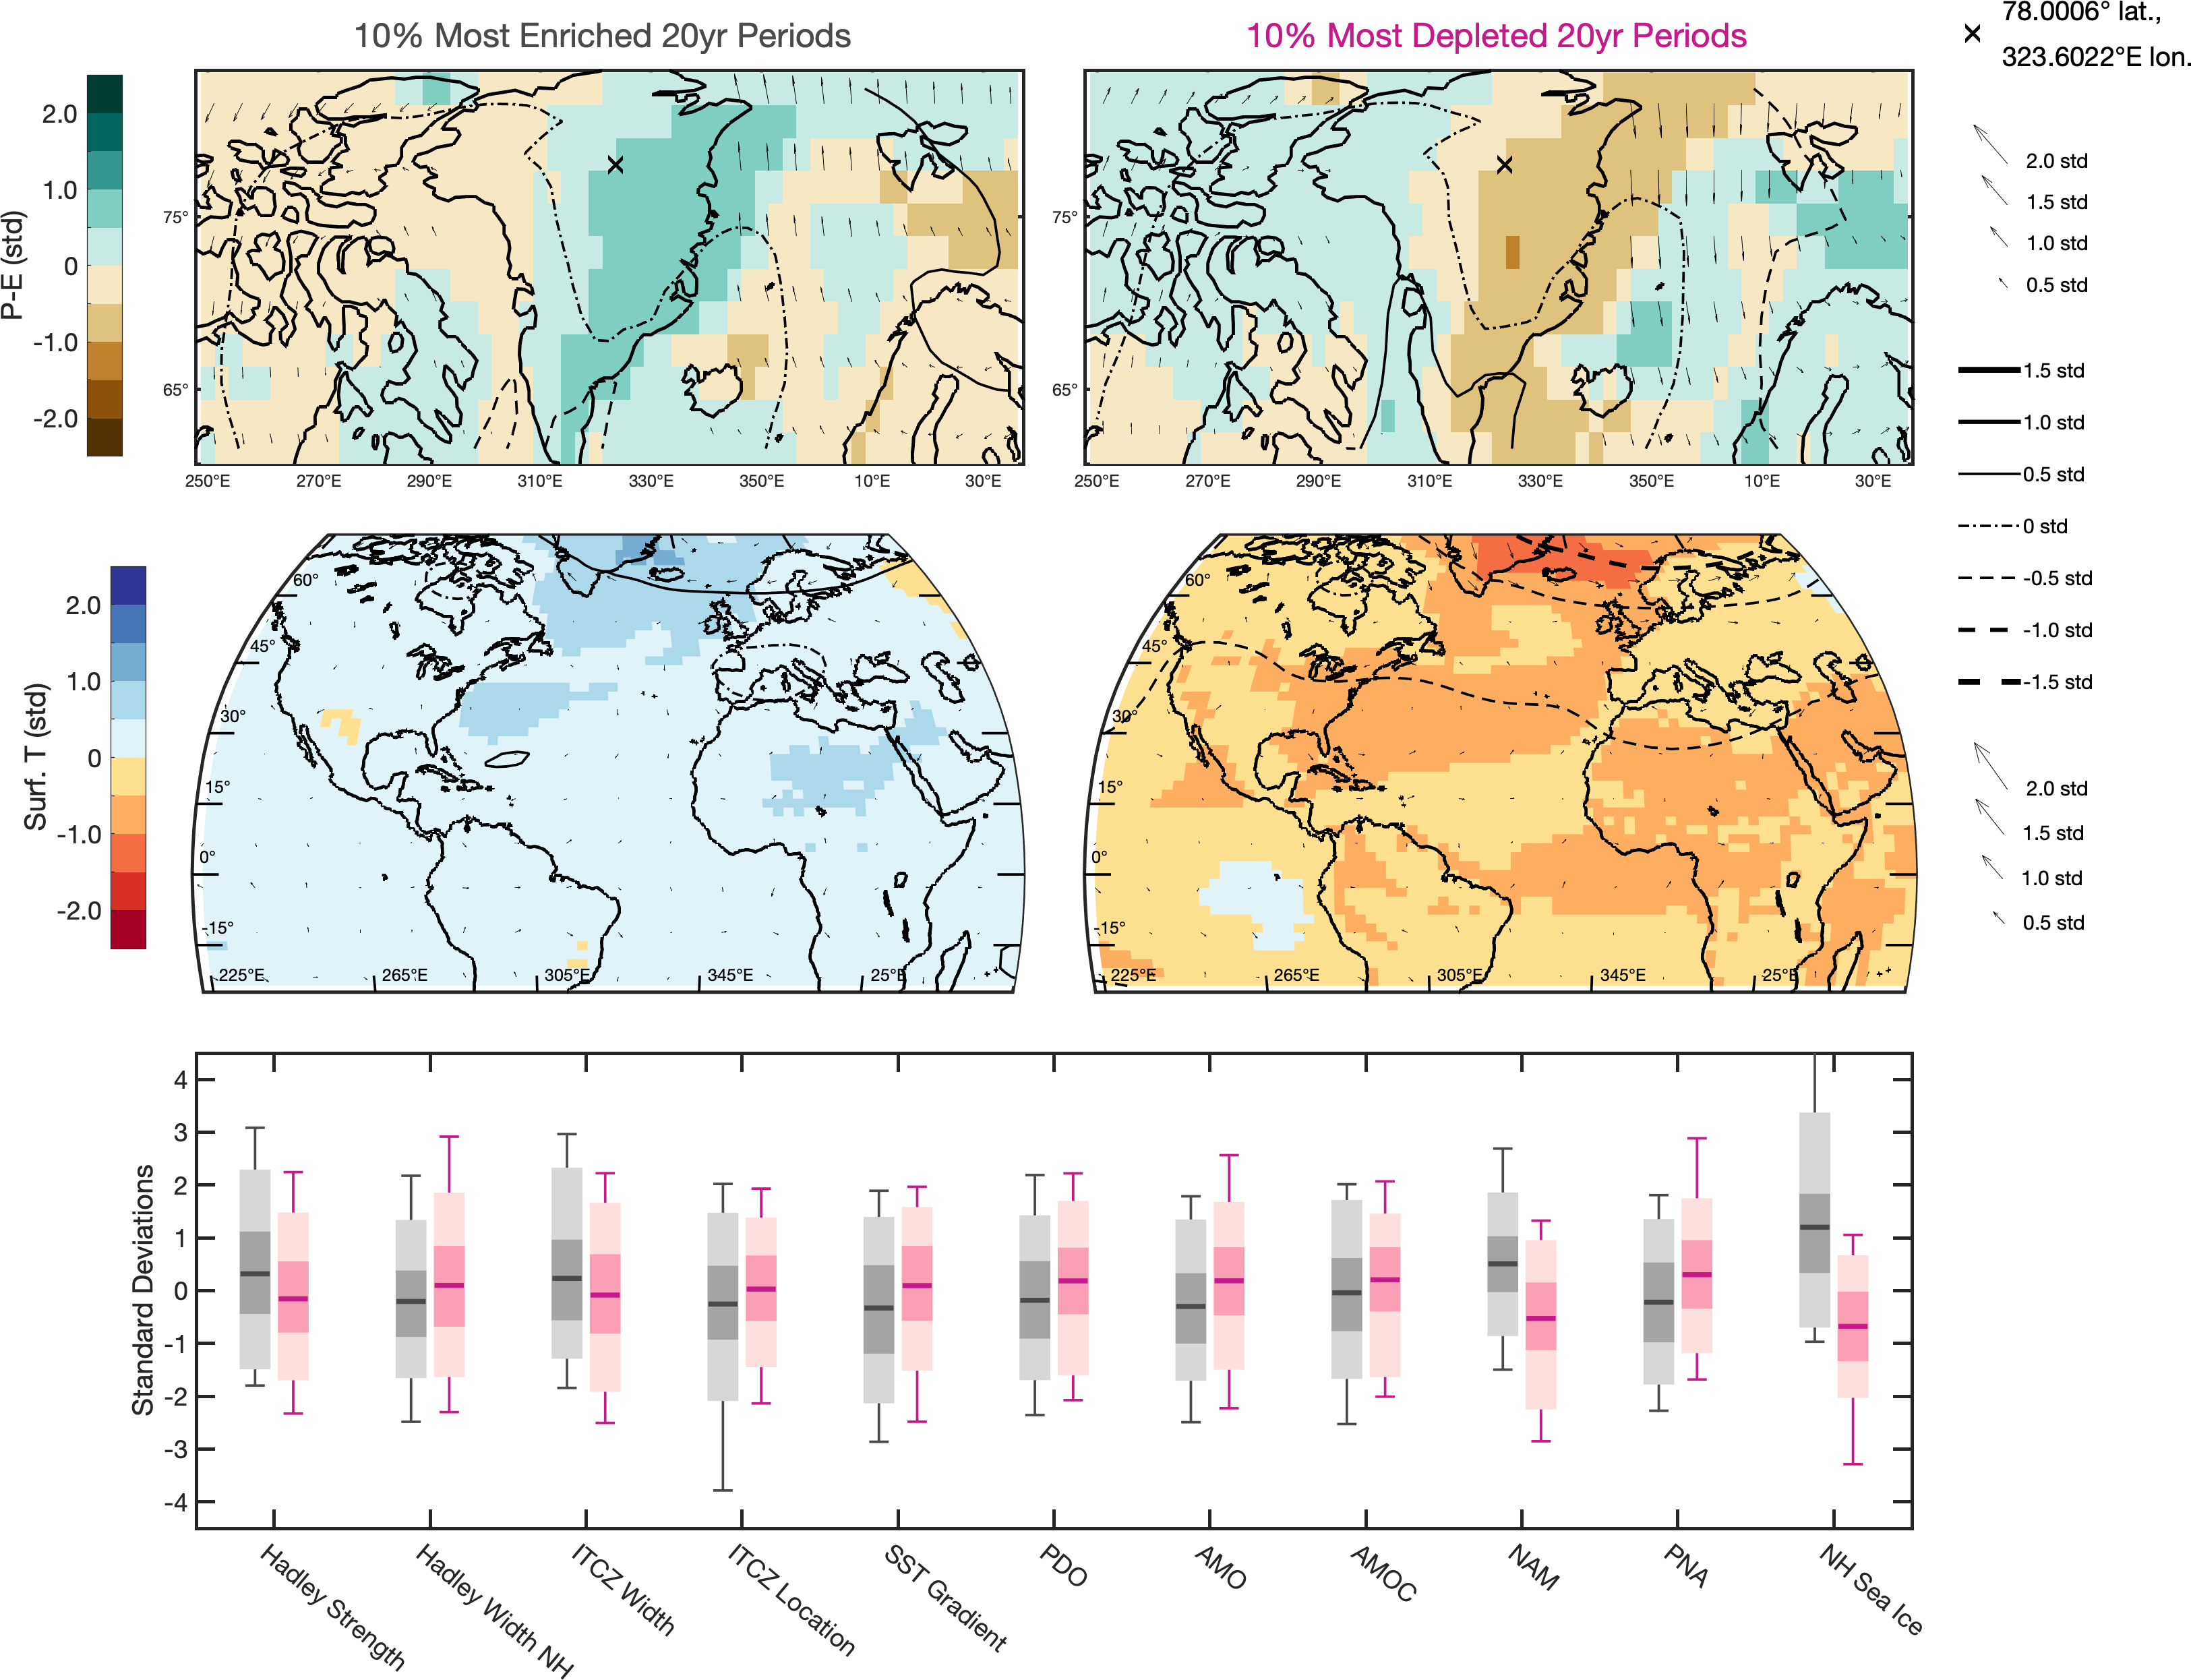 10% Most Enriched 20yr Periods
10% Most Depleted 20yr Periods
78.0006° lat.,
323.6022°E lon.
P-E (std)
2.0
1.0
0
-1.0
-2.0
75°
65°
250°E 270°E 290°E 310°E 330°E 350°E 10°E 30°E
75°
65°
250°E 270°E 290°E 310°E 330°E 350°E 10°E 30°E
2.0 std
1.5 std
1.0 std
0.5 std
1.5 std
1.0 std
0.5 std
0 std
-0.5 std
-1.0 std
-1.5 std
Surf. T (std)
2.0
1.0
0
-1.0
-2.0
60°
45°
30°
15°
0°
-15°
225°E 265°E 305°E 345°E 25°E
60°
45°
30°
15°
0°
-15°
225°E 265°E 305°E 345°E 25°E
2.0 std
1.5 std
1.0 std
0.5 std
Standard Deviations
4
3
2
1
0
-1
-2
-3
-4
Hadley Strength
Hadley Width NH
ITCZ Width
ITCZ Location
SST Gradient
PDO
AMO
AMOC
NAM
PNA
NH Sea Ice